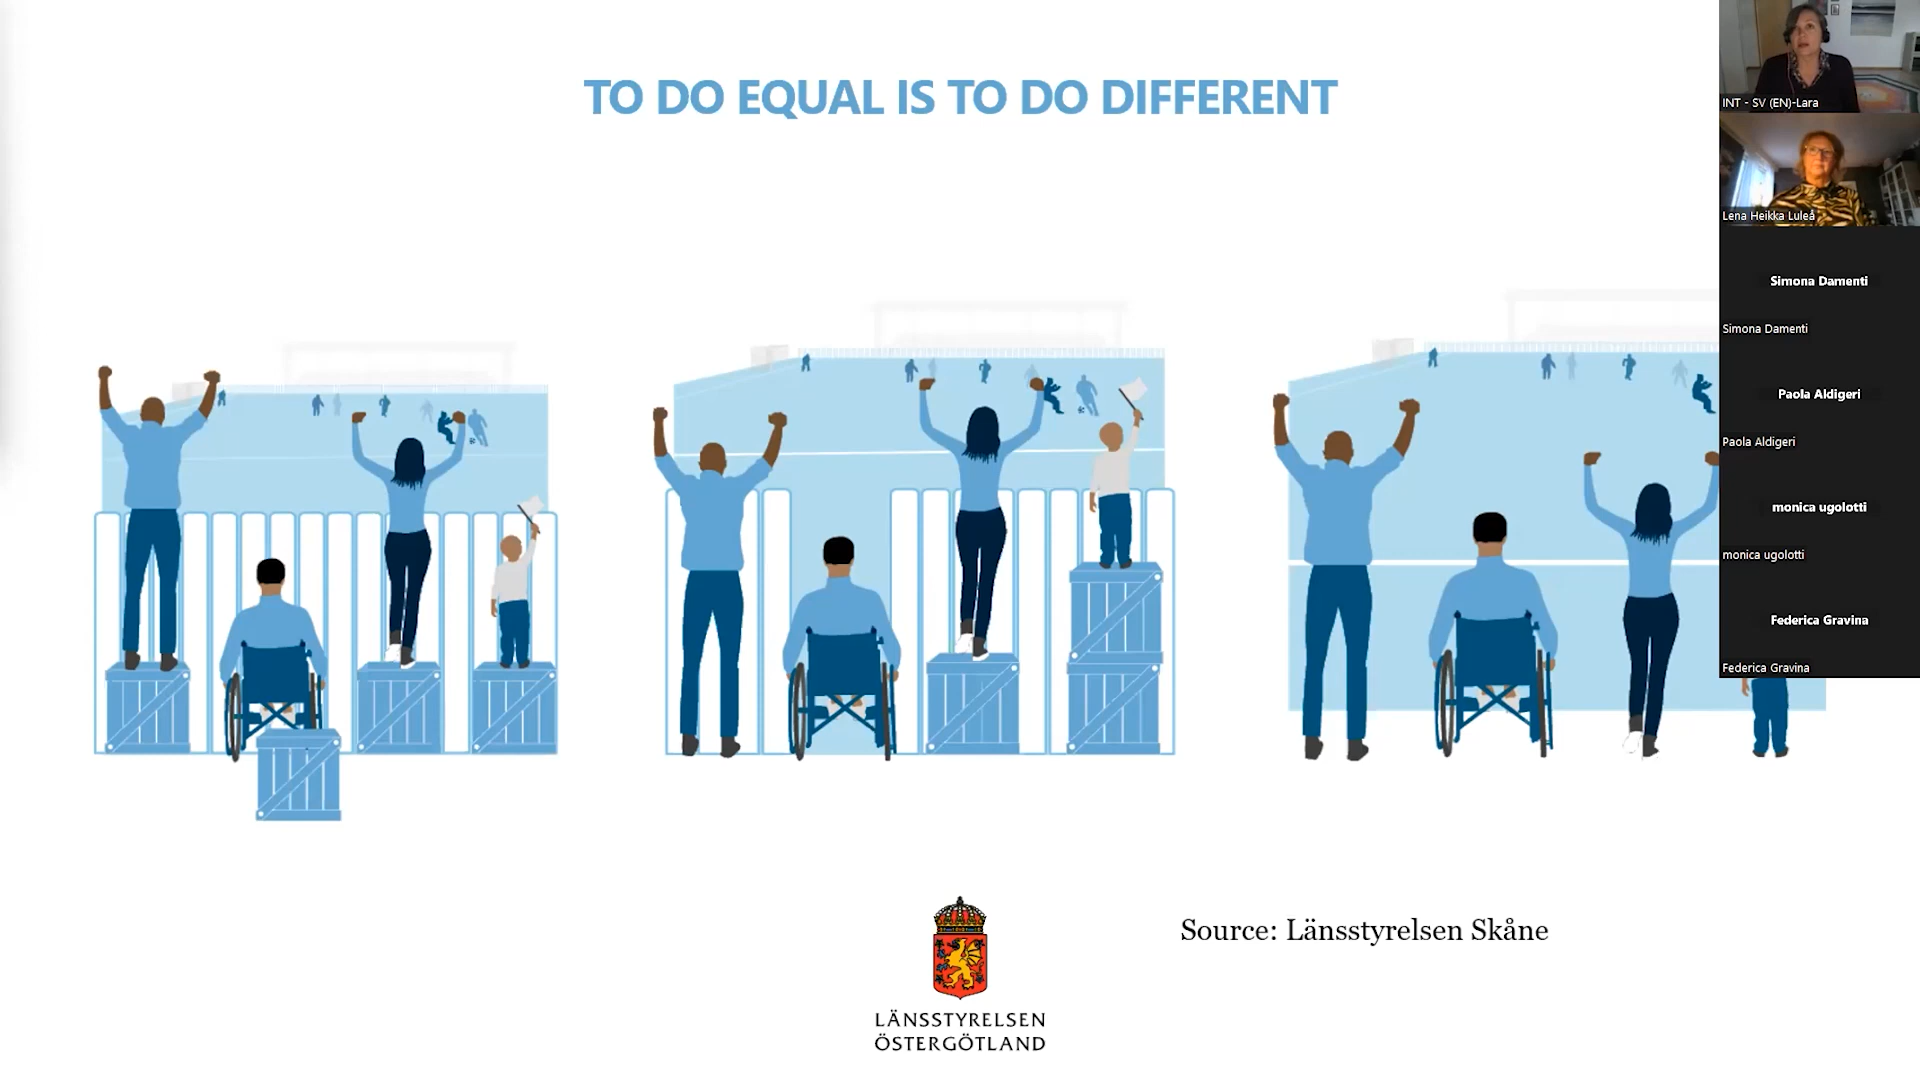 TO DO EQUAL IS TO DO DIFFERENT
INT - SV (EN)-Lara
Lena Heikka Luleå
Simona Damenti
Simona Damenti
Paola Aldigeri
Paola Aldigeri
monica ugolotti
monica ugolotti
Federica Gravina
Federica Gravina
Source: Länsstyrelsen Skåne
LÄNSSTYRELSEN
ÖSTERGÖTLAND